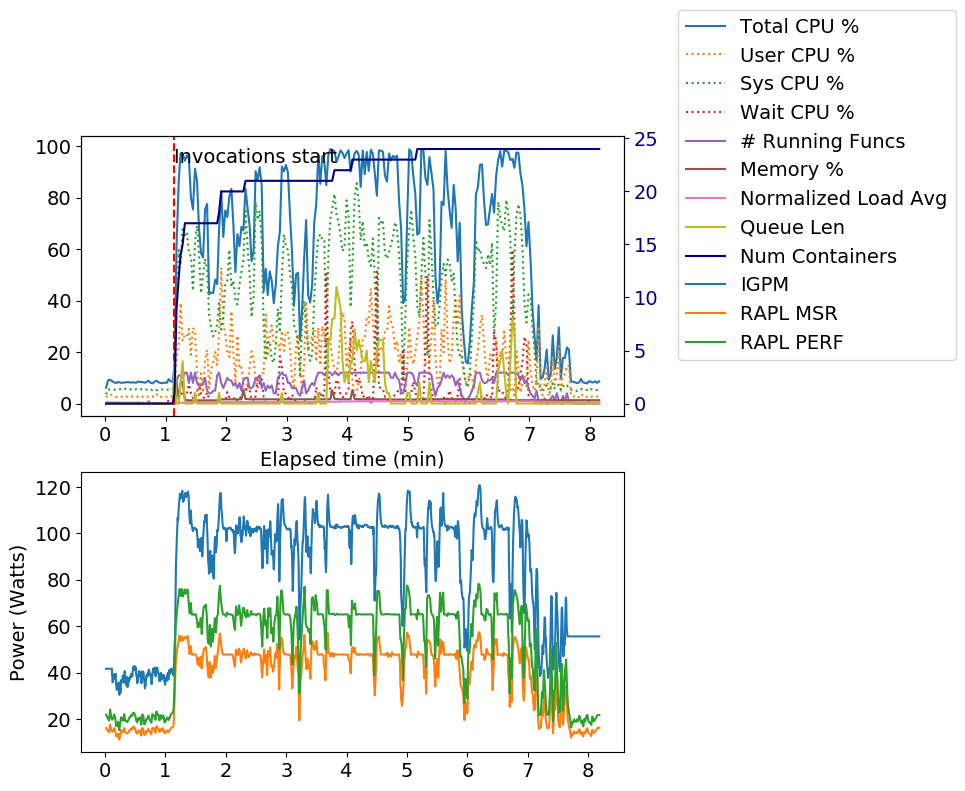 Total CPU %
User CPU %
Sys CPU %
Wait CPU %
# Running Funcs
Memory %
Normalized Load Avg
Queue Len
Num Containers
IGPM
RAPL MSR
RAPL PERF
Invocations start
100
80
60
40
20
0
25
20
15
10
5
0
0 1 2 3 4 5 6 7 8
Elapsed time (min)
Power (Watts)
120
100
80
60
40
20
0 1 2 3 4 5 6 7 8